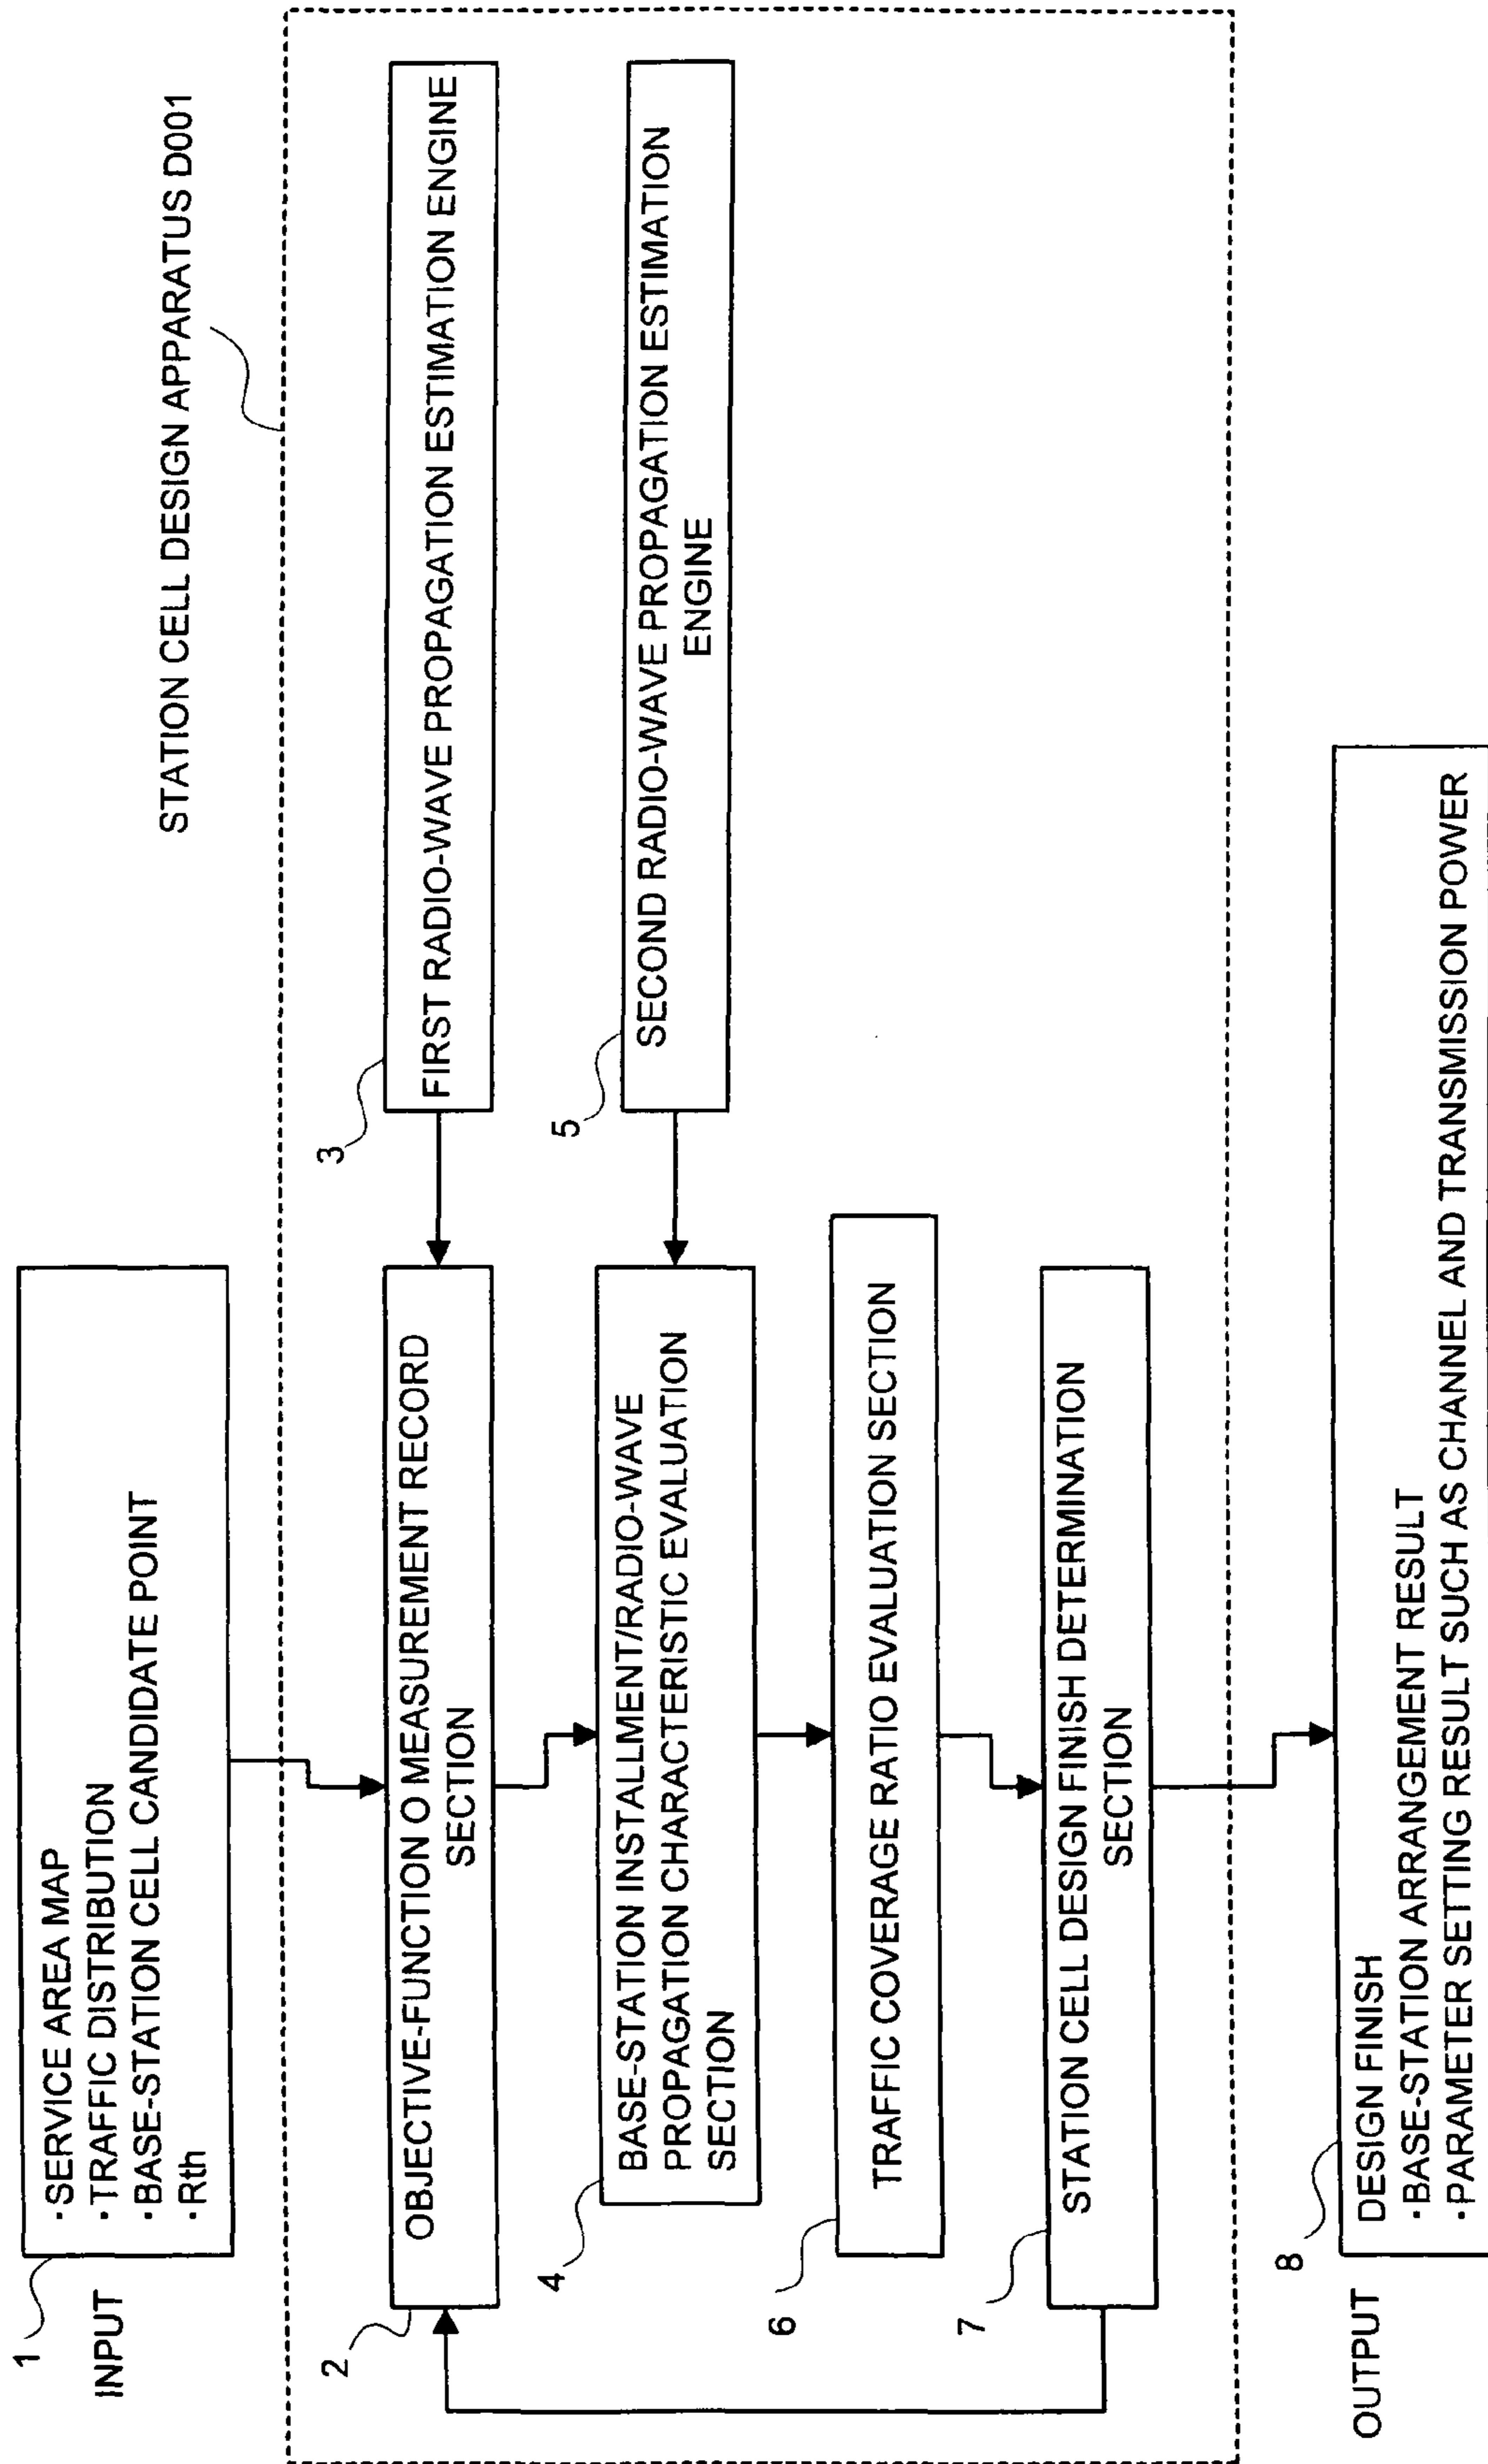 STATION CELL DESIGN APPARATUS D001
1
INPUT
·SERVICE AREA MAP
·TRAFFIC DISTRIBUTION
·BASE-STATION CELL CANDIDATE POINT
·Rth
2
OBJECTIVE-FUNCTION O MEASUREMENT RECORD
SECTION
3
FIRST RADIO-WAVE PROPAGATION ESTIMATION ENGINE
4
BASE-STATION INSTALLMENT/RADIO-WAVE
PROPAGATION CHARACTERISTIC EVALUATION
SECTION
5
SECOND RADIO-WAVE PROPAGATION ESTIMATION
ENGINE
6
TRAFFIC COVERAGE RATIO EVALUATION SECTION
7
STATION CELL DESIGN FINISH DETERMINATION
SECTION
8
OUTPUT
DESIGN FINISH
·BASE-STATION ARRANGEMENT RESULT
·PARAMETER SETTING RESULT SUCH AS CHANNEL AND TRANSMISSION POWER